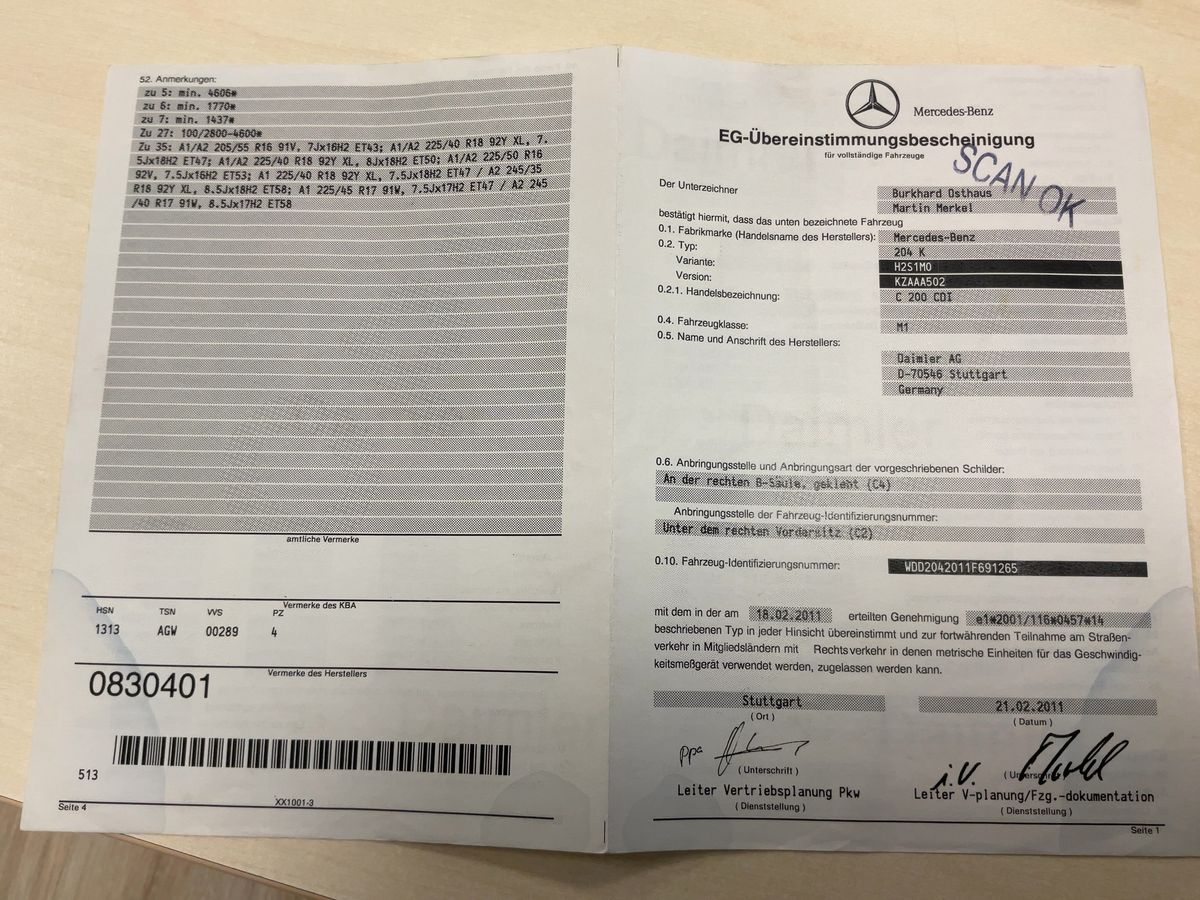 52. Anmerkungen:
zu 5: min. 4606*
zu 6: min. 1770*
zu 7: min. 1437*
Zu 27: 100/2800-4600*
Zu 35: A1/A2 205/55 R16 91V, 7Jx16H2 ET43; A1/A2 225/40 R18 92Y XL, 7.
5Jx18H2 ET47; A1/A2 225/40 R18 92Y XL, 8Jx18H2 ET50; A1/A2 225/50 R16
92V, 7.5Jx16H2 ET53; A1 225/40 R18 92Y XL, 7.5Jx18H2 ET47 / A2 245/35
R18 92Y XL, 8.5Jx18H2 ET58; A1 225/45 R17 91W, 7.5Jx17H2 ET47 / A2 245
/40 R17 91W, 8.5Jx17H2 ET58
amtliche Vermerke
Vermerke des KBA
HSN TSN VVS PZ
1313 AGW 00289 4
Vermerke des Herstellers
0830401
513
Seite 4 XX1001-3
Mercedes-Benz
EG-Übereinstimmungsbescheinigung
für vollständige Fahrzeuge
SCAN OK
Der Unterzeichner Burkhard Osthaus
Martin Merkel
bestätigt hiermit, dass das unten bezeichnete Fahrzeug
0.1. Fabrikmarke (Handelsname des Herstellers): Mercedes-Benz
0.2. Typ: 204 K
Variante: H2S1M0
Version: KZAAA502
0.2.1. Handelsbezeichnung: C 200 CDI
0.4. Fahrzeugklasse: M1
0.5. Name und Anschrift des Herstellers:
Daimler AG
D-70546 Stuttgart
Germany
0.6. Anbringungsstelle und Anbringungsart der vorgeschriebenen Schilder:
An der rechten B-Säule, geklebt (C4)
Anbringungsstelle der Fahrzeug-Identifizierungsnummer:
Unter dem rechten Vordersitz (C2)
0.10. Fahrzeug-Identifizierungsnummer: WDD2042011F691265
mit dem in der am 18.02.2011 erteilten Genehmigung e1*2001/116*0457*14
beschriebenen Typ in jeder Hinsicht übereinstimmt und zur fortwährenden Teilnahme am Straßen-
verkehr in Mitgliedsländern mit Rechtsverkehr in denen metrische Einheiten für das Geschwindig-
keitsmeßgerät verwendet werden, zugelassen werden kann.
Stuttgart 21.02.2011
(Ort) (Datum)
ppa i.V.
(Unterschrift) (Unterschrift)
Leiter Vertriebsplanung Pkw Leiter V-planung/Fzg.-dokumentation
(Dienststellung) (Dienststellung)
Seite 1